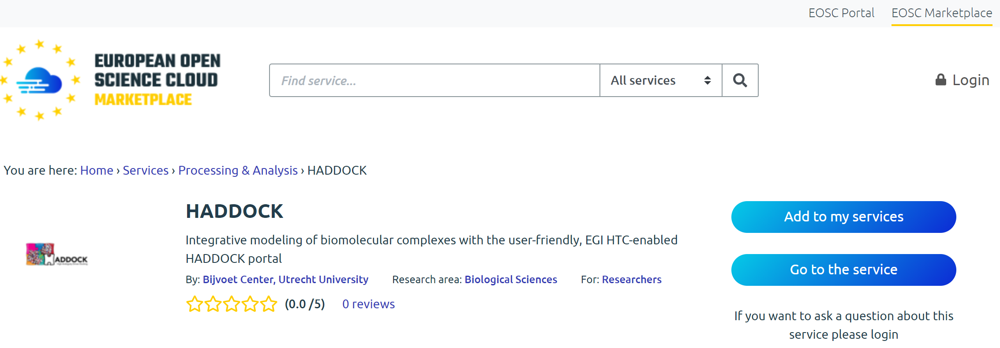 EOSC Portal EOSC Marketplace
EUROPEAN OPEN
SCIENCE CLOUD
MARKETPLACE
Find service...
All services
Login
You are here: Home › Services › Processing & Analysis › HADDOCK
HADDOCK
Integrative modeling of biomolecular complexes with the user-friendly, EGI HTC-enabled
HADDOCK portal
By: Bijvoet Center, Utrecht University Research area: Biological Sciences For: Researchers
(0.0 /5) 0 reviews
ADDOCK
Add to my services
Go to the service
If you want to ask a question about this
service please login